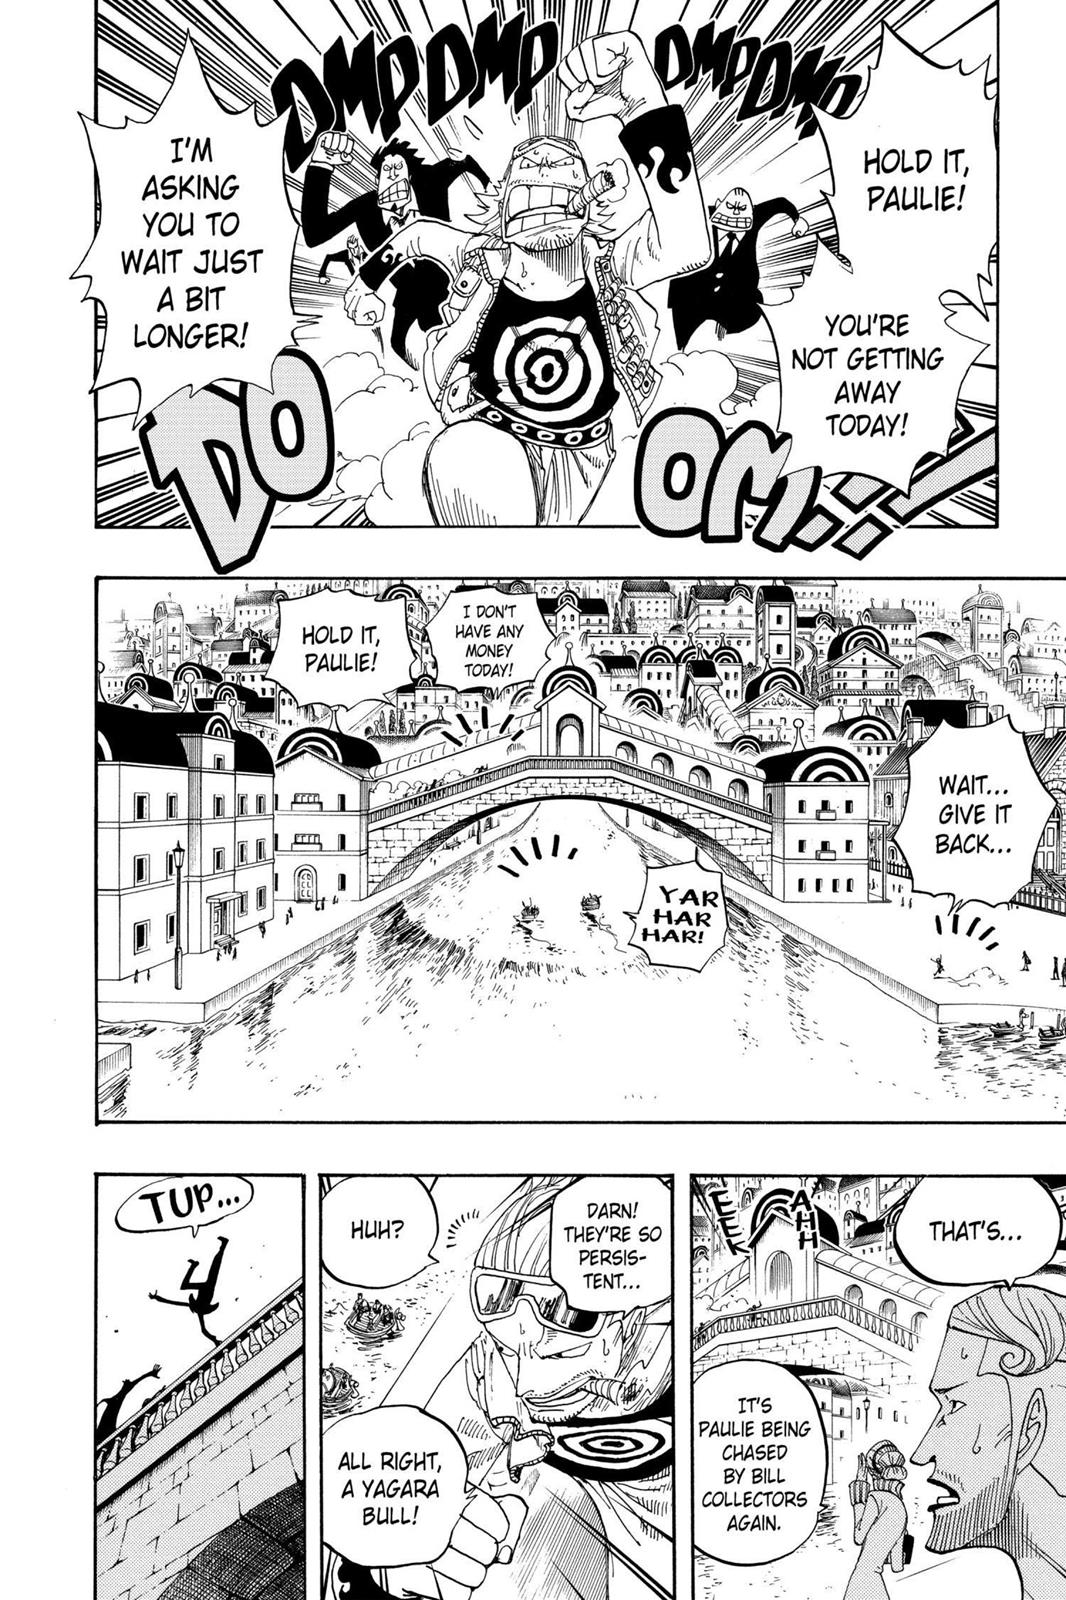 DMP DMP
DMP DMP
HOLD IT,
PAULIE!
YOU'RE
NOT GETTING
AWAY
TODAY!
I'M
ASKING
YOU TO
WAIT JUST
A BIT
LONGER!
DO
OM!!
I DON'T
HAVE ANY
MONEY
TODAY!
HOLD IT,
PAULIE!
WAIT...
GIVE IT
BACK...
YAR
HAR
HAR!
THAT'S...
AHH
EEK
IT'S
PAULIE BEING
CHASED
BY BILL
COLLECTORS
AGAIN.
DARN!
THEY'RE SO
PERSIS-
TENT...
HUH?
ALL RIGHT,
A YAGARA
BULL!
TUP...